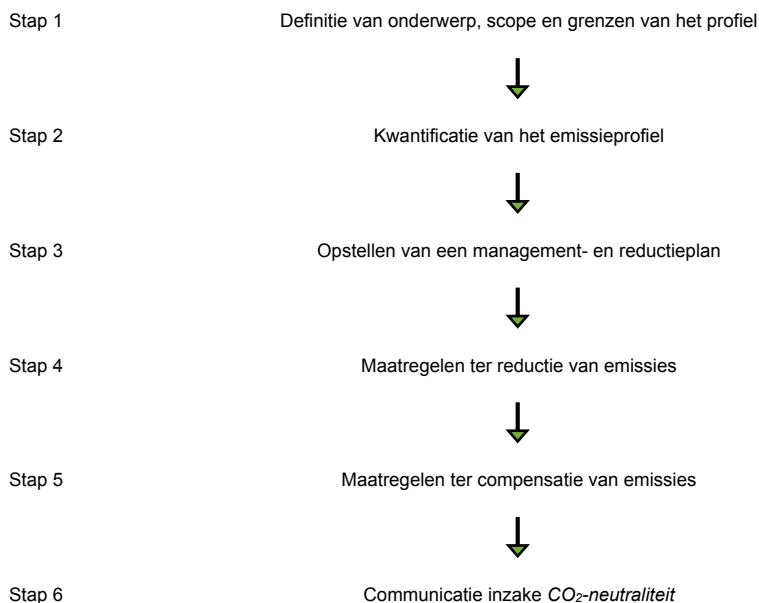 Stap 1 Definitie van onderwerp, scope en grenzen van het profiel
Stap 2 Kwantificatie van het emissieprofiel
Stap 3 Opstellen van een management- en reductieplan
Stap 4 Maatregelen ter reductie van emissies
Stap 5 Maatregelen ter compensatie van emissies
Stap 6 Communicatie inzake CO₂-neutraliteit